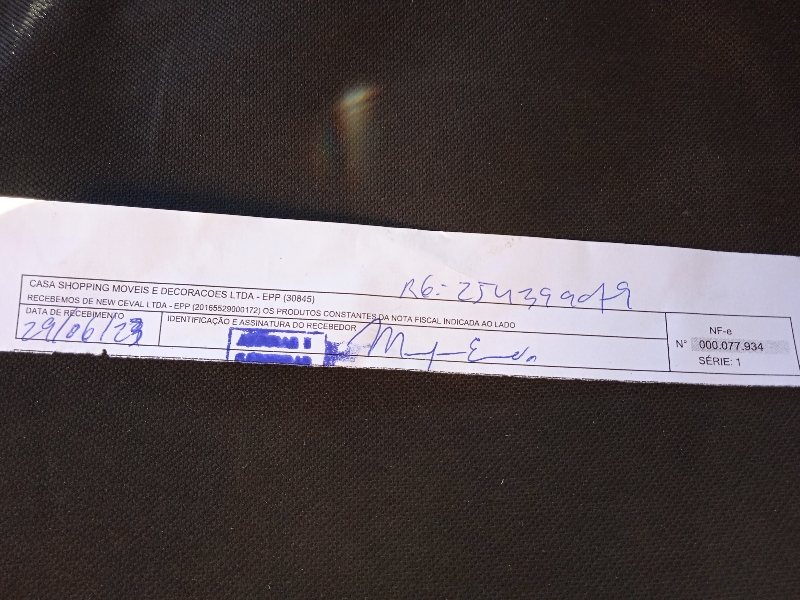 CASA SHOPPING MOVEIS E DECORACOES LTDA - EPP (30845)
RECEBEMOS DE NEW CEVAL LTDA - EPP (20165529000172) OS PRODUTOS CONSTANTES DA NOTA FISCAL INDICADA AO LADO
DATA DE RECEBIMENTO
29/06/23
IDENTIFICAÇÃO E ASSINATURA DO RECEBEDOR
RG:
NF-e
N° 000.077.934
SÉRIE: 1